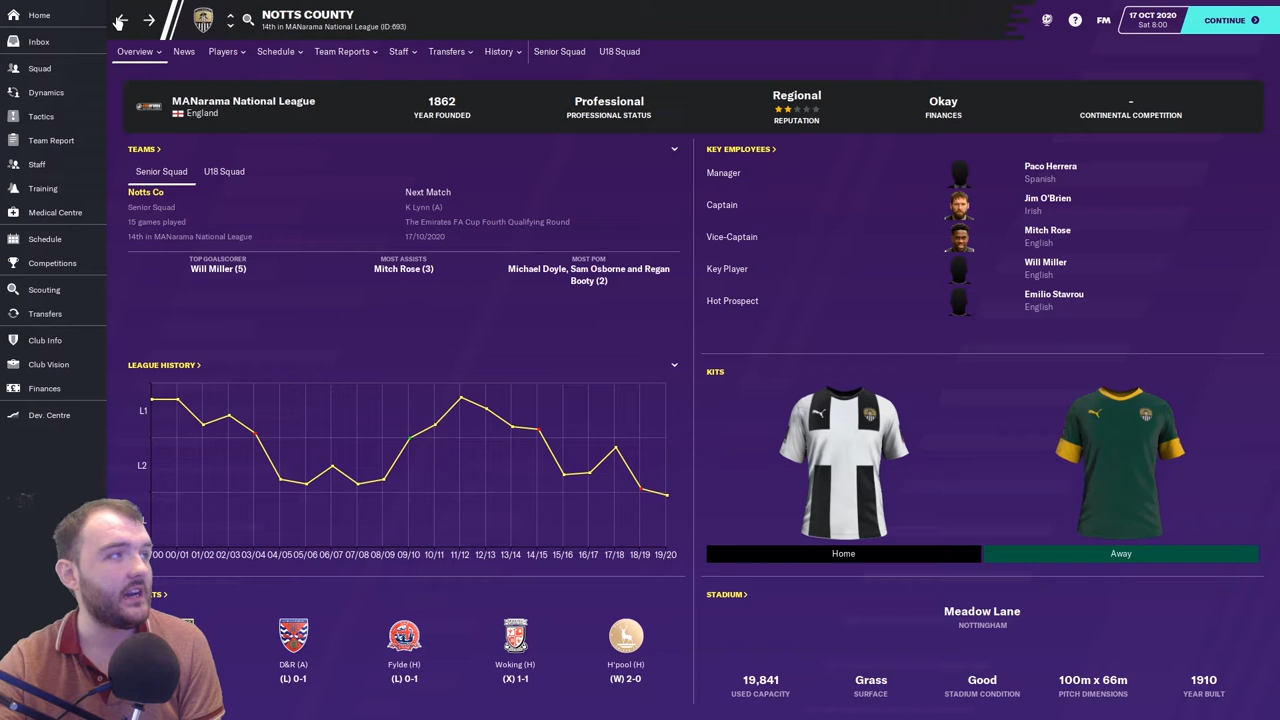 Home
Inbox
Squad
Dynamics
Tactics
Team Report
Staff
Training
Medical Centre
Schedule
Competitions
Scouting
Transfers
Club Info
Club Vision
Finances
Dev. Centre
NOTTS COUNTY
14th in MANarama National League (ID:693)
?
FM
17 OCT 2020
Sat 8:00
CONTINUE
Overview
News
Players
Schedule
Team Reports
Staff
Transfers
History
Senior Squad
U18 Squad
MANarama National League
England
1862
YEAR FOUNDED
Professional
PROFESSIONAL STATUS
Regional
REPUTATION
Okay
FINANCES
-
CONTINENTAL COMPETITION
TEAMS >
Senior Squad
U18 Squad
Notts Co
Senior Squad
15 games played
14th in MANarama National League
Next Match
K Lynn (A)
The Emirates FA Cup Fourth Qualifying Round
17/10/2020
TOP GOALSCORER
Will Miller (5)
MOST ASSISTS
Mitch Rose (3)
MOST POM
Michael Doyle, Sam Osborne and Regan
Booty (2)
LEAGUE HISTORY >
L1
L2
00/01 01/02 02/03 03/04 04/05 05/06 06/07 07/08 08/09 09/10 10/11 11/12 12/13 13/14 14/15 15/16 16/17 17/18 18/19 19/20
D&R (A)
(L) 0-1
Fylde (H)
(L) 0-1
Woking (H)
(X) 1-1
H'pool (H)
(W) 2-0
KEY EMPLOYEES >
Manager
Paco Herrera
Spanish
Captain
Jim O'Brien
Irish
Vice-Captain
Mitch Rose
English
Key Player
Will Miller
English
Hot Prospect
Emilio Stavrou
English
KITS
Home
Away
STADIUM >
Meadow Lane
NOTTINGHAM
19,841
USED CAPACITY
Grass
SURFACE
Good
STADIUM CONDITION
100m x 66m
PITCH DIMENSIONS
1910
YEAR BUILT